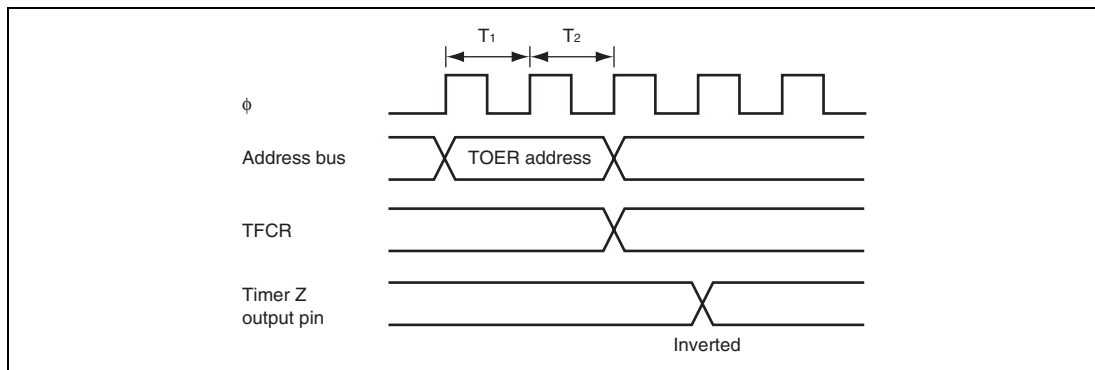 T1 T2
ϕ
Address bus TOER address
TFCR
Timer Z
output pin
Inverted